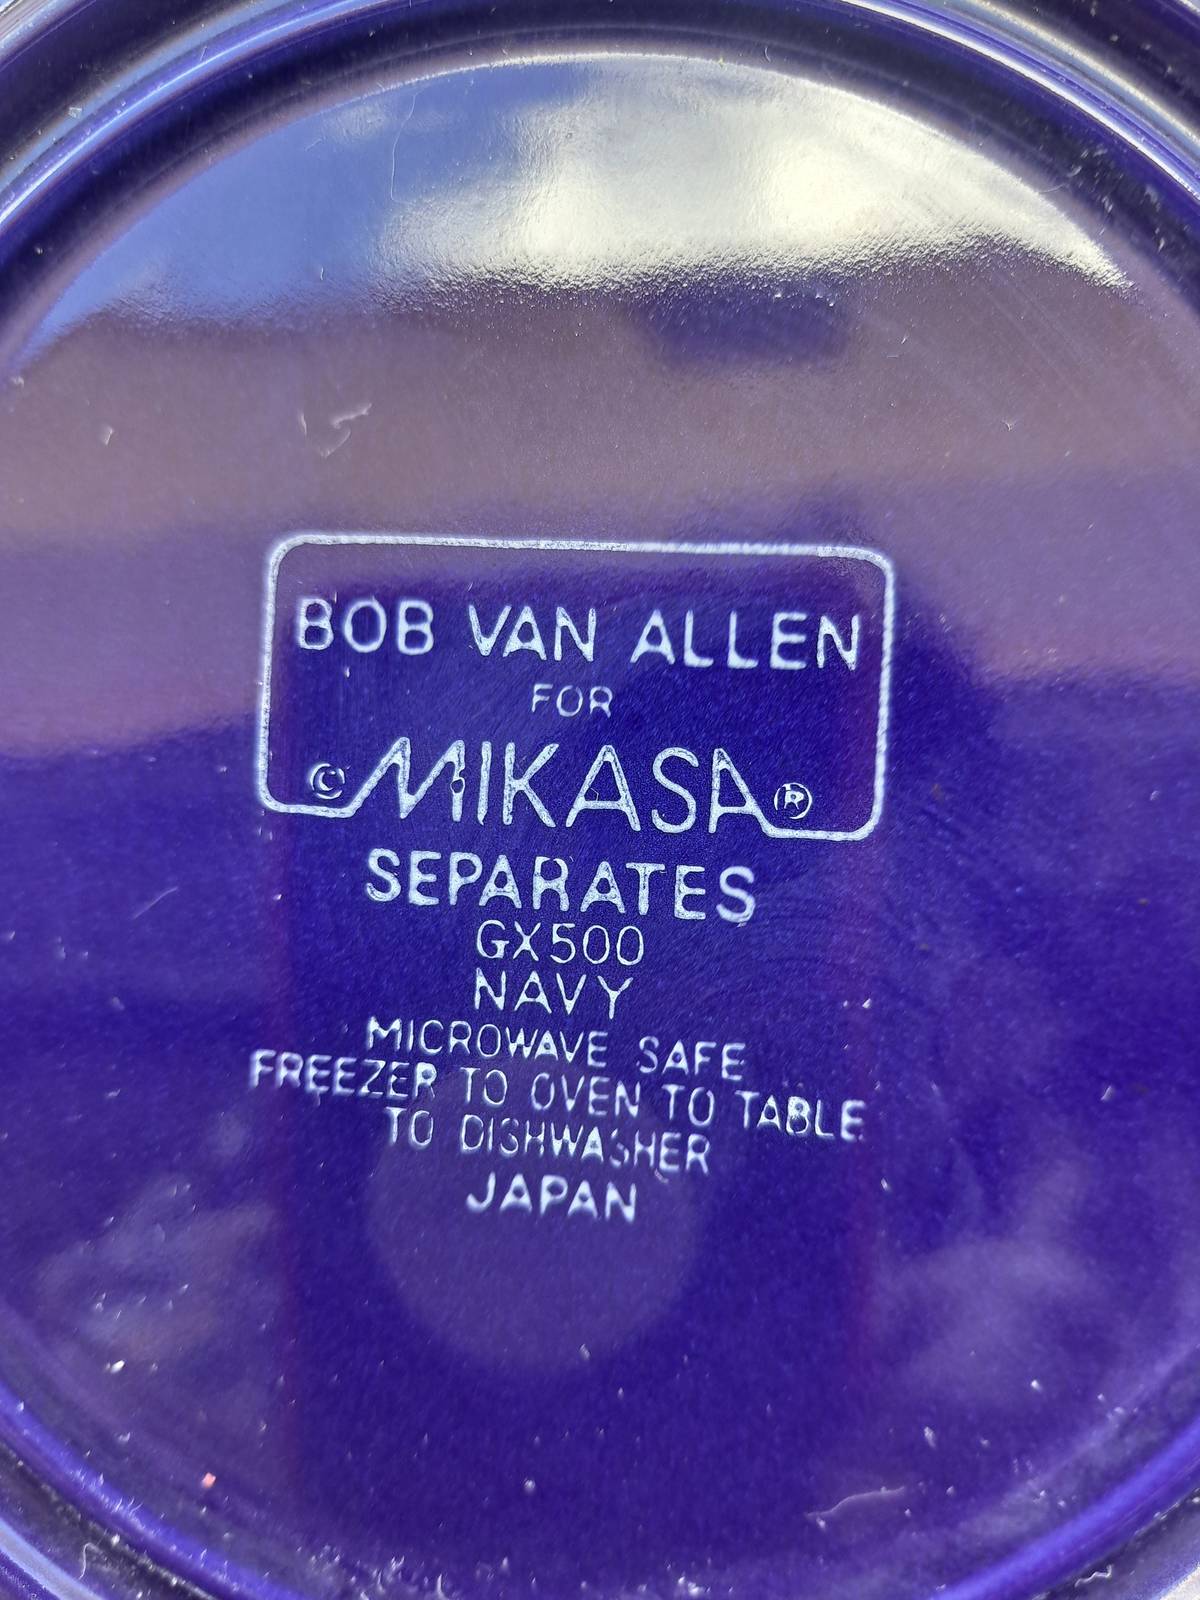 BOB VAN ALLEN
FOR
© MIKASA ®
SEPARATES
GX500
NAVY
MICROWAVE SAFE
FREEZER TO OVEN TO TABLE
TO DISHWASHER
JAPAN